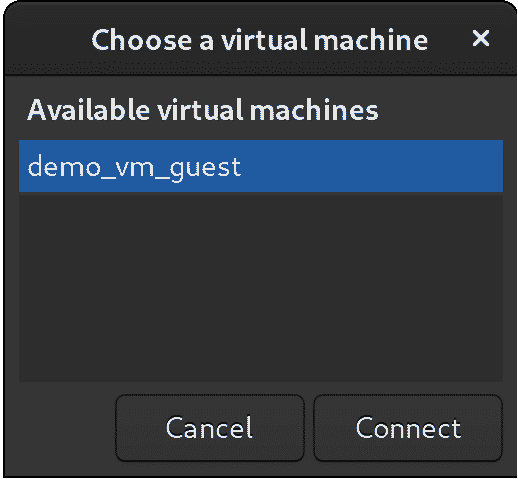 Choose a virtual machine
Available virtual machines
demo_vm_guest
Cancel Connect